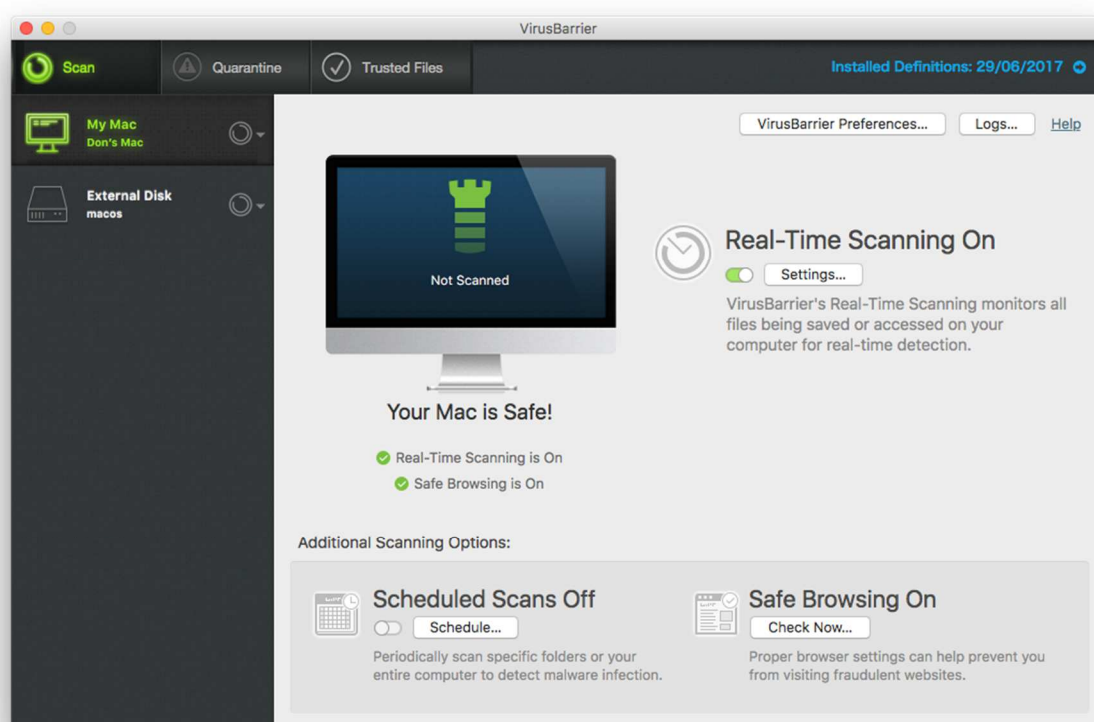 VirusBarrier
Scan
Quarantine
Trusted Files
Installed Definitions: 29/06/2017
My Mac
Don's Mac
External Disk
macos
VirusBarrier Preferences...
Logs...
Help
Not Scanned
Your Mac is Safe!
Real-Time Scanning is On
Safe Browsing is On
Real-Time Scanning On
Settings...
VirusBarrier's Real-Time Scanning monitors all
files being saved or accessed on your
computer for real-time detection.
Additional Scanning Options:
Scheduled Scans Off
Schedule...
Periodically scan specific folders or your
entire computer to detect malware infection.
Safe Browsing On
Check Now...
Proper browser settings can help prevent you
from visiting fraudulent websites.